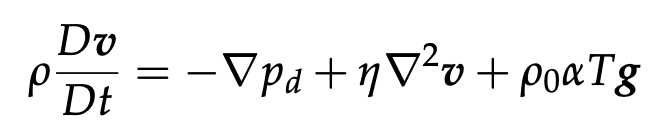 ρ D𝒗/Dt = −∇p_d + η∇²𝒗 + ρ₀αT𝒈